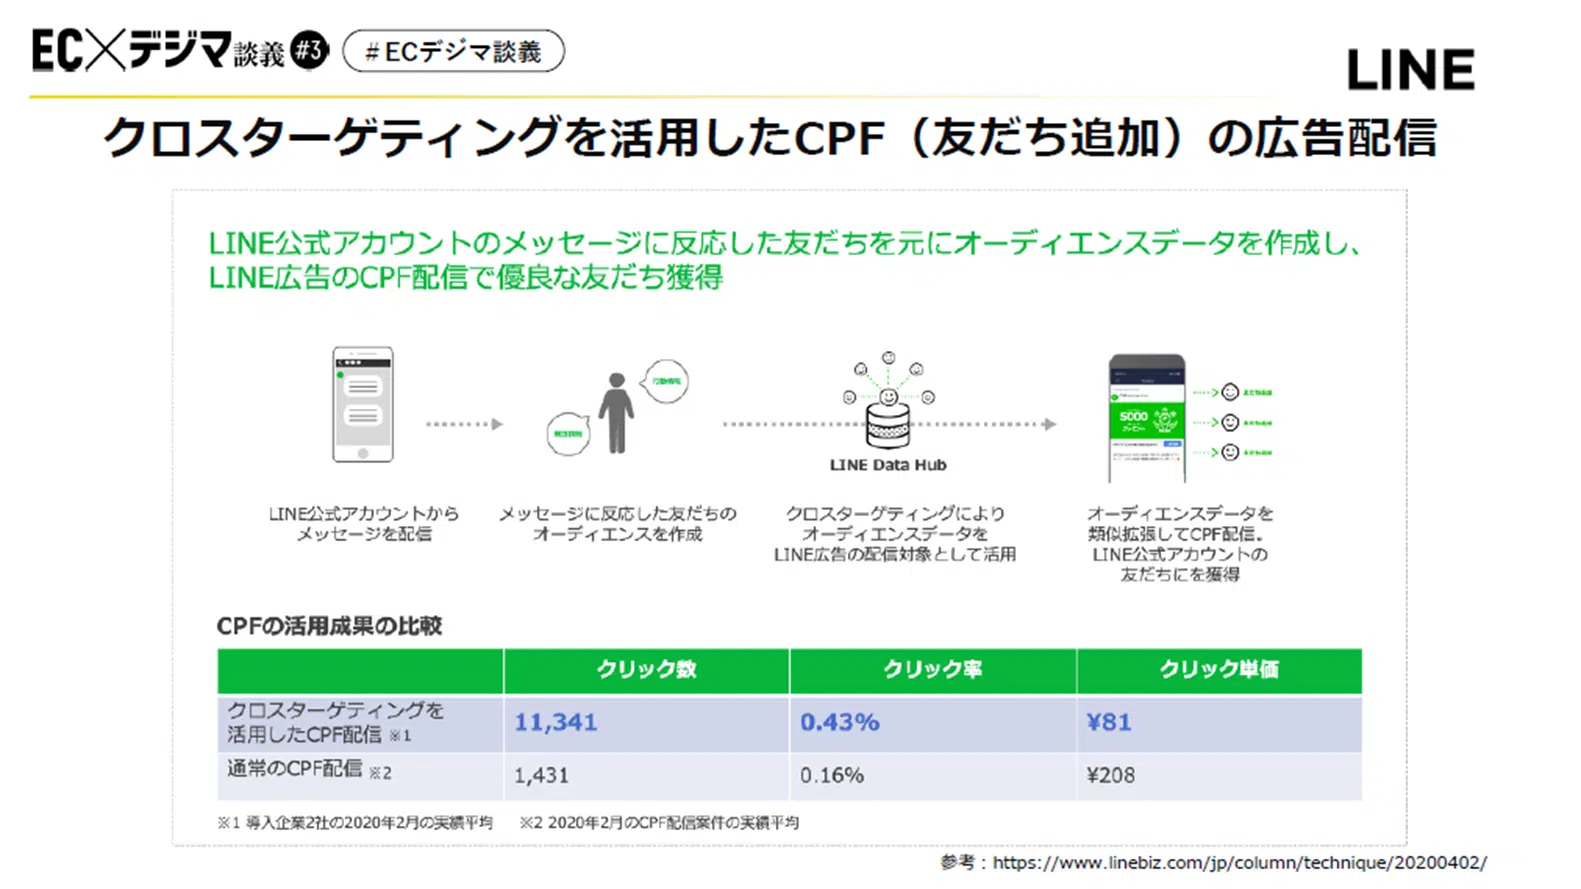 EC×デジマ談義 #3 #ECデジマ談義
LINE
クロスターゲティングを活用したCPF（友だち追加）の広告配信
LINE公式アカウントのメッセージに反応した友だちを元にオーディエンスデータを作成し、
LINE広告のCPF配信で優良な友だち獲得
5000
LINE Data Hub
LINE公式アカウントから
メッセージを配信
メッセージに反応した友だちの
オーディエンスを作成
クロスターゲティングにより
オーディエンスデータを
LINE広告の配信対象として活用
オーディエンスデータを
類似拡張してCPF配信。
LINE公式アカウントの
友だちにを獲得
CPFの活用成果の比較
クリック数 クリック率 クリック単価
クロスターゲティングを
活用したCPF配信 ※1 11,341 0.43% ¥81
通常のCPF配信 ※2 1,431 0.16% ¥208
※1 導入企業2社の2020年2月の実績平均 ※2 2020年2月のCPF配信案件の実績平均
参考：https://www.linebiz.com/jp/column/technique/20200402/